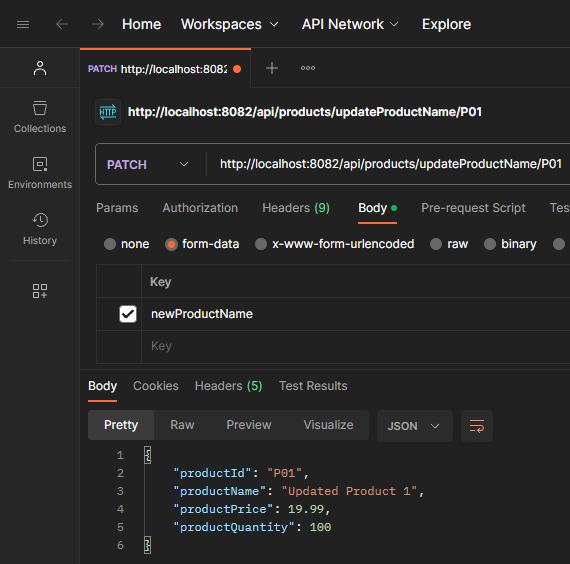 Home Workspaces API Network Explore
PATCH http://localhost:8082
Collections
Environments
History
HTTP http://localhost:8082/api/products/updateProductName/P01
PATCH http://localhost:8082/api/products/updateProductName/P01
Params Authorization Headers (9) Body Pre-request Script Tes
none form-data x-www-form-urlencoded raw binary
Key
newProductName
Key
Body Cookies Headers (5) Test Results
Pretty Raw Preview Visualize JSON
1 {
2 "productId": "P01",
3 "productName": "Updated Product 1",
4 "productPrice": 19.99,
5 "productQuantity": 100
6 }